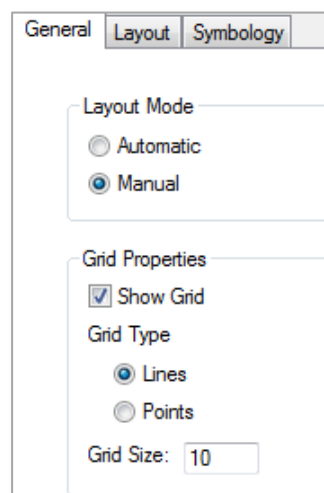 General Layout Symbology
Layout Mode
Automatic
Manual
Grid Properties
Show Grid
Grid Type
Lines
Points
Grid Size: 10